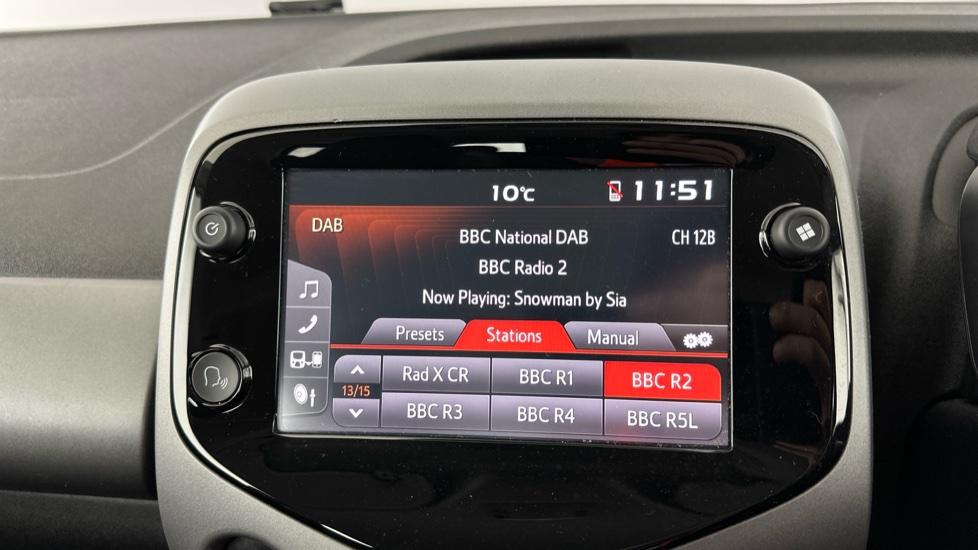 10°C 11:51
DAB BBC National DAB CH 12B
BBC Radio 2
Now Playing: Snowman by Sia
Presets Stations Manual
Rad X CR BBC R1 BBC R2
13/15
BBC R3 BBC R4 BBC R5L